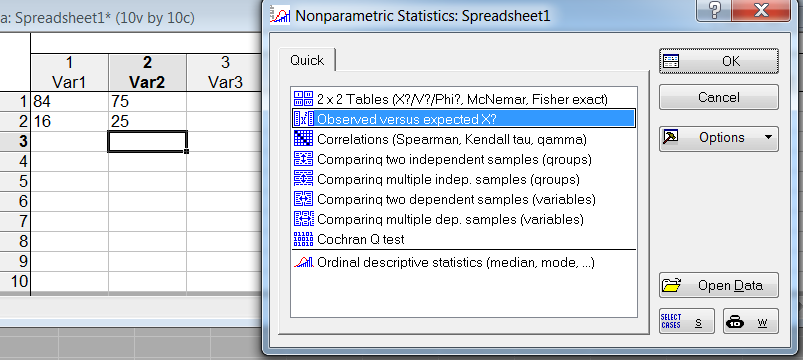 a: Spreadsheet1* (10v by 10c)
1 2 3
Var1 Var2 Var3
1 84 75
2 16 25
3
4
5
6
7
8
9
10
Nonparametric Statistics: Spreadsheet1
?
X
Quick
2 x 2 Tables (X?/V?/Phi?, McNemar, Fisher exact)
Observed versus expected X?
Correlations (Spearman, Kendall tau, gamma)
Comparing two independent samples (groups)
Comparing multiple indep. samples (groups)
Comparing two dependent samples (variables)
Comparing multiple dep. samples (variables)
Cochran Q test
Ordinal descriptive statistics (median, mode, ...)
OK
Cancel
Options
Open Data
SELECT CASES S
W